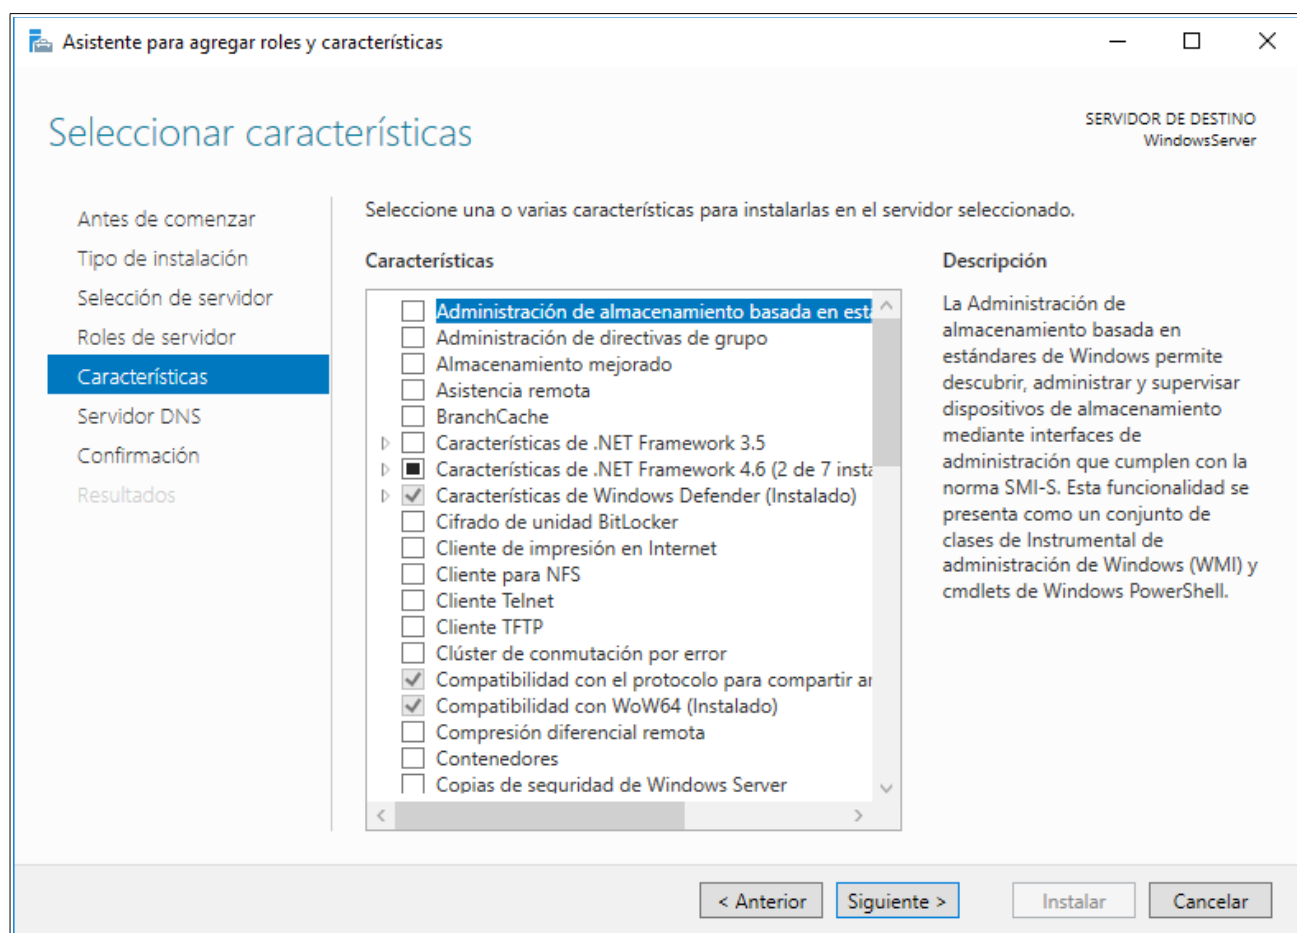 Asistente para agregar roles y características
Seleccionar características
SERVIDOR DE DESTINO
WindowsServer
Antes de comenzar
Tipo de instalación
Selección de servidor
Roles de servidor
Características
Servidor DNS
Confirmación
Resultados
Seleccione una o varias características para instalarlas en el servidor seleccionado.
Características
Administración de almacenamiento basada en está
Administración de directivas de grupo
Almacenamiento mejorado
Asistencia remota
BranchCache
Características de .NET Framework 3.5
Características de .NET Framework 4.6 (2 de 7 insta
Características de Windows Defender (Instalado)
Cifrado de unidad BitLocker
Cliente de impresión en Internet
Cliente para NFS
Cliente Telnet
Cliente TFTP
Clúster de conmutación por error
Compatibilidad con el protocolo para compartir ar
Compatibilidad con WoW64 (Instalado)
Compresión diferencial remota
Contenedores
Copias de seguridad de Windows Server
Descripción
La Administración de
almacenamiento basada en
estándares de Windows permite
descubrir, administrar y supervisar
dispositivos de almacenamiento
mediante interfaces de
administración que cumplen con la
norma SMI-S. Esta funcionalidad se
presenta como un conjunto de
clases de Instrumental de
administración de Windows (WMI) y
cmdlets de Windows PowerShell.
< Anterior
Siguiente >
Instalar
Cancelar